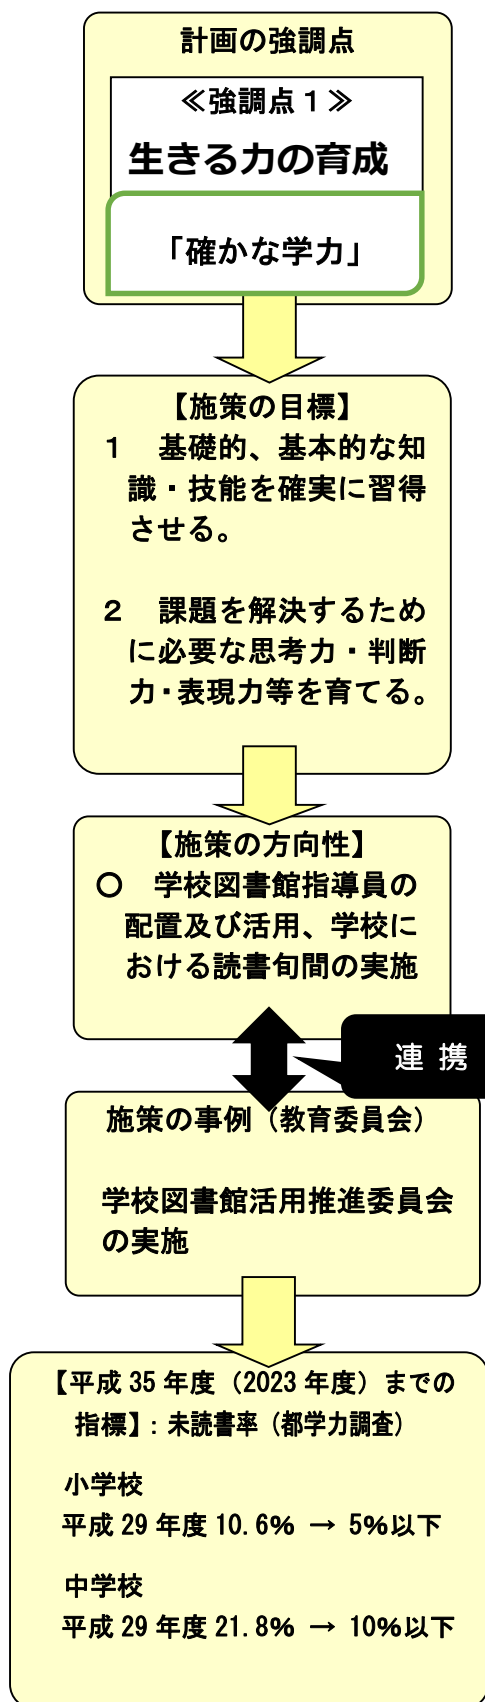 計画の強調点
≪強調点1≫
生きる力の育成
「確かな学力」
【施策の目標】
1 基礎的、基本的な知
識・技能を確実に習得
させる。
2 課題を解決するため
に必要な思考力・判断
力・表現力等を育てる。
【施策の方向性】
○ 学校図書館指導員の
配置及び活用、学校に
おける読書旬間の実施
連 携
施策の事例（教育委員会）
学校図書館活用推進委員会
の実施
【平成 35 年度（2023 年度）までの
指標】：未読書率（都学力調査）
小学校
平成 29 年度 10.6% → 5%以下
中学校
平成 29 年度 21.8% → 10%以下